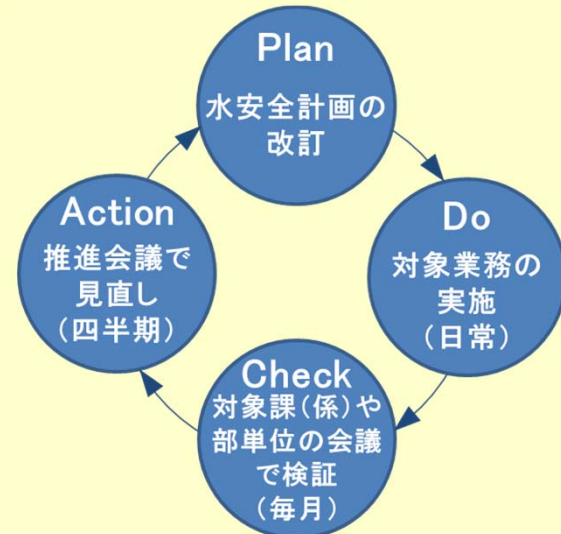 Plan
水安全計画の
改訂
Do
対象業務の
実施
(日常)
Check
対象課(係)や
部単位の会議
で検証
(毎月)
Action
推進会議で
見直し
(四半期)